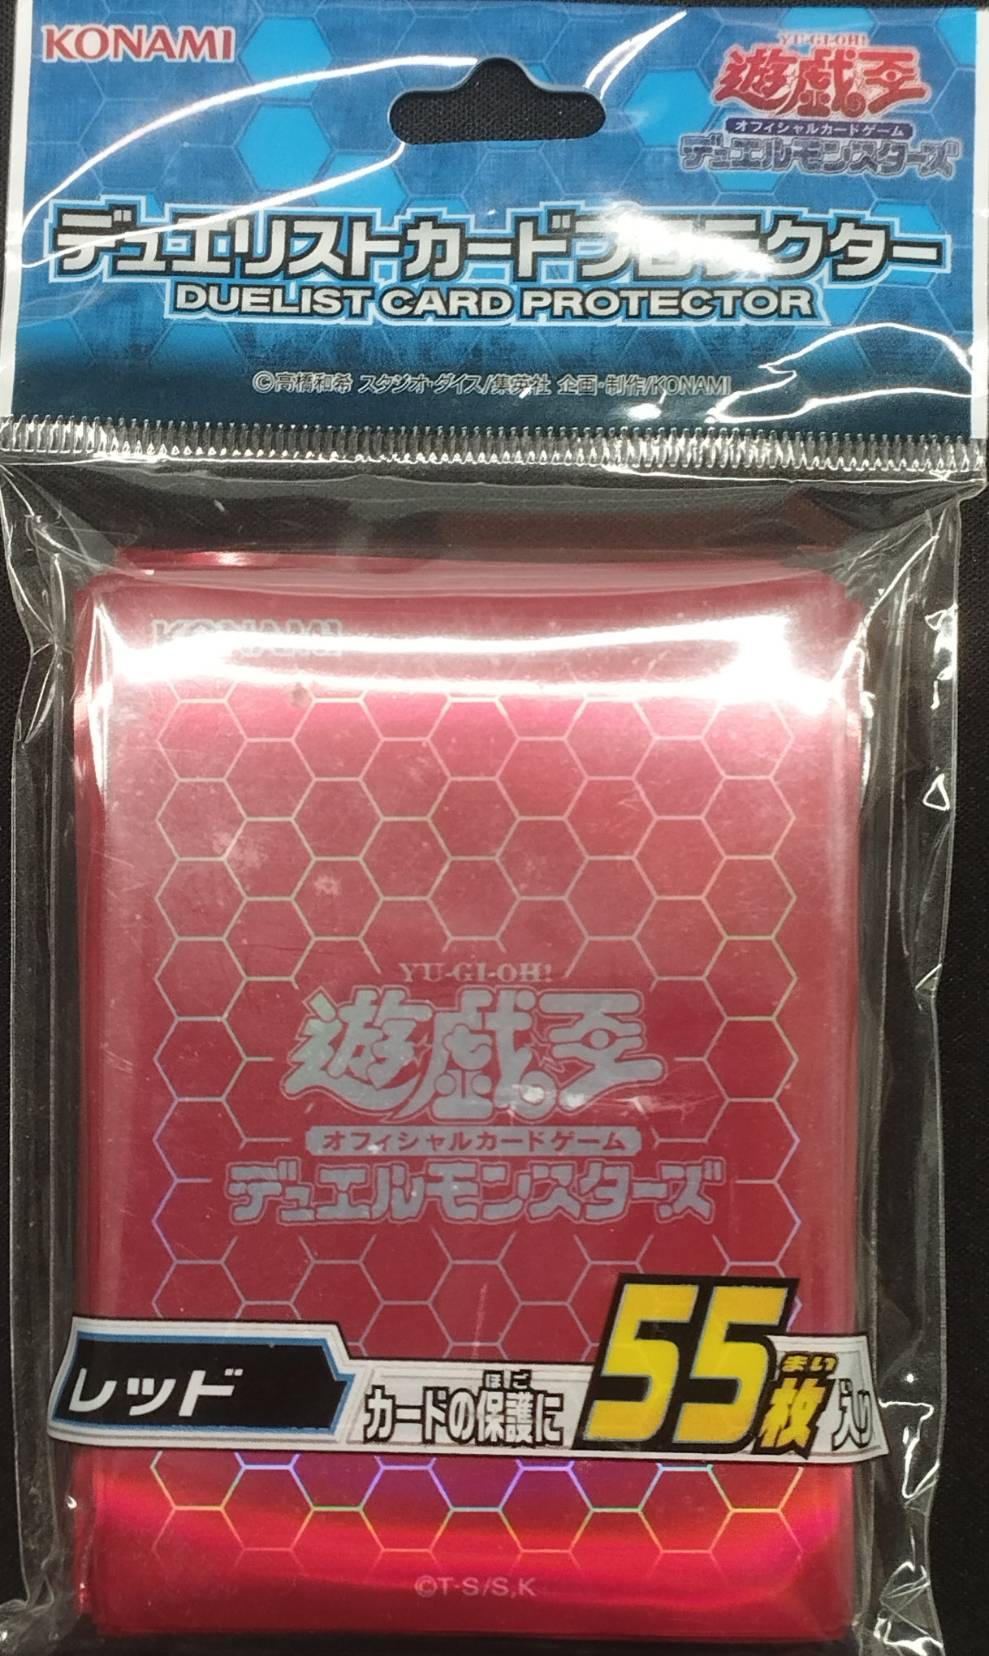 KONAMI
YU-GI-OH!
遊戯王
オフィシャルカードゲーム
デュエルモンスターズ
デュエリストカードプロテクター
DUELIST CARD PROTECTOR
©高橋和希 スタジオ・ダイス/集英社 企画・制作/KONAMI
KONAMI
YU-GI-OH!
遊戯王
オフィシャルカードゲーム
デュエルモンスターズ
レッド
ほご
まい
カードの保護に55枚入り
©T-S/S,K